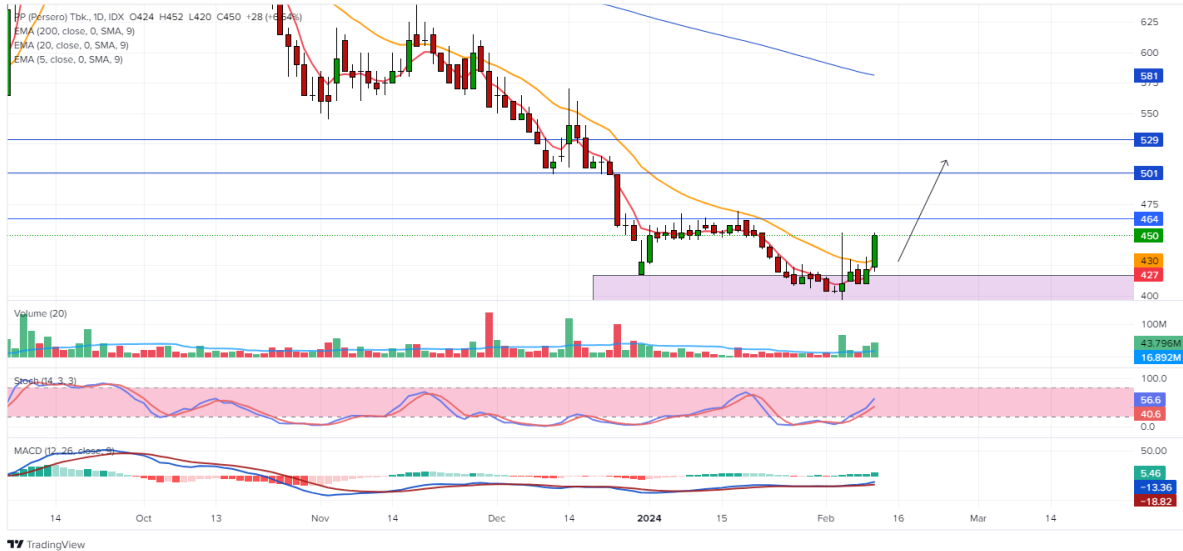 PP (Persero) Tbk., 1D, IDX O424 H452 L420 C450 +28 (+6.64%)
EMA (200, close, 0, SMA, 9)
EMA (20, close, 0, SMA, 9)
EMA (5, close, 0, SMA, 9)
625
600
581
575
550
529
501
475
464
450
430
427
400
Volume (20)
100M
43.796M
16.892M
Stoch (14, 3, 3)
100.0
56.6
40.6
0.0
MACD (12, 26, close, 9)
50.00
5.46
−13.36
−18.82
14 Oct 13 Nov 14 Dec 14 2024 15 Feb 16 Mar 14
TradingView